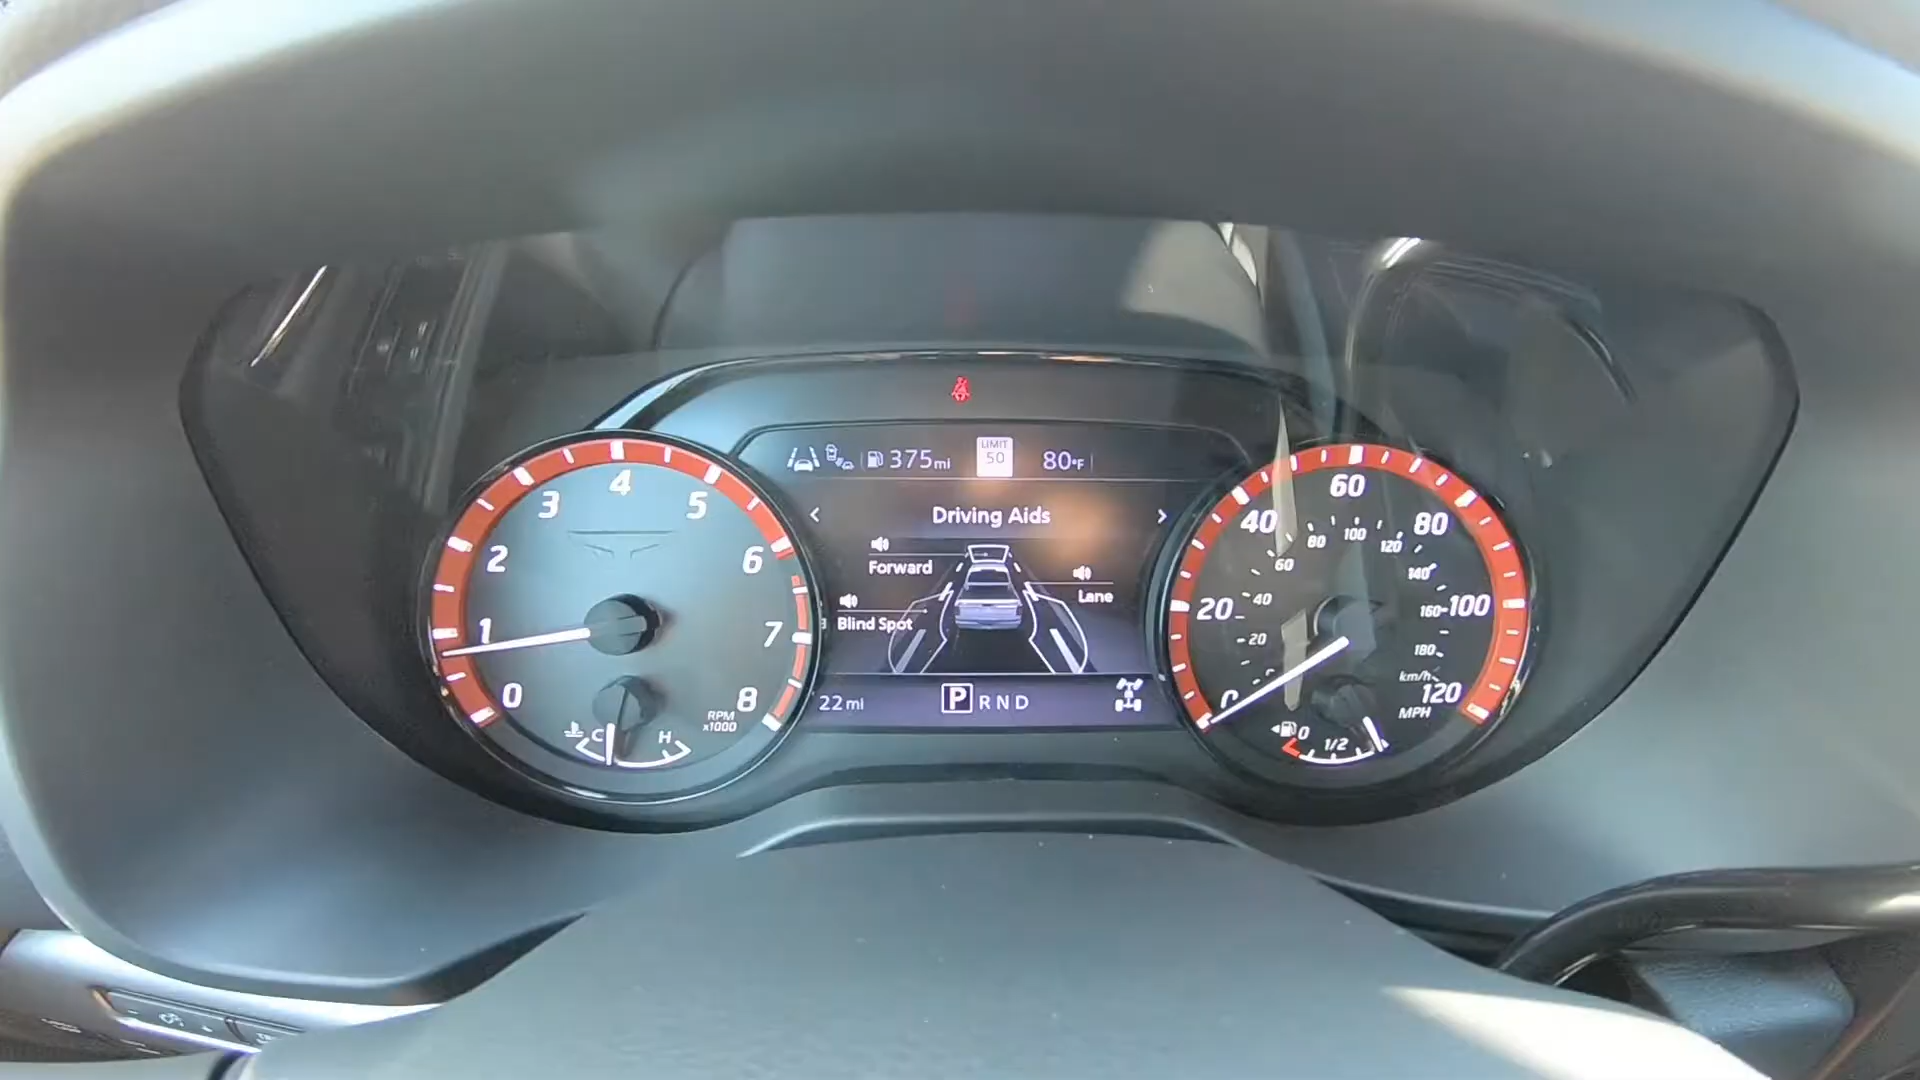 375mi
LIMIT
50
80°F
< Driving Aids >
Forward
Lane
Blind Spot
22mi
P R N D
0
1
2
3
4
5
6
7
8
RPM
x1000
C
H
0
20
40
60
80
100
120
MPH
20
40
60
80
100
120
140
160
180
km/h
0
1/2